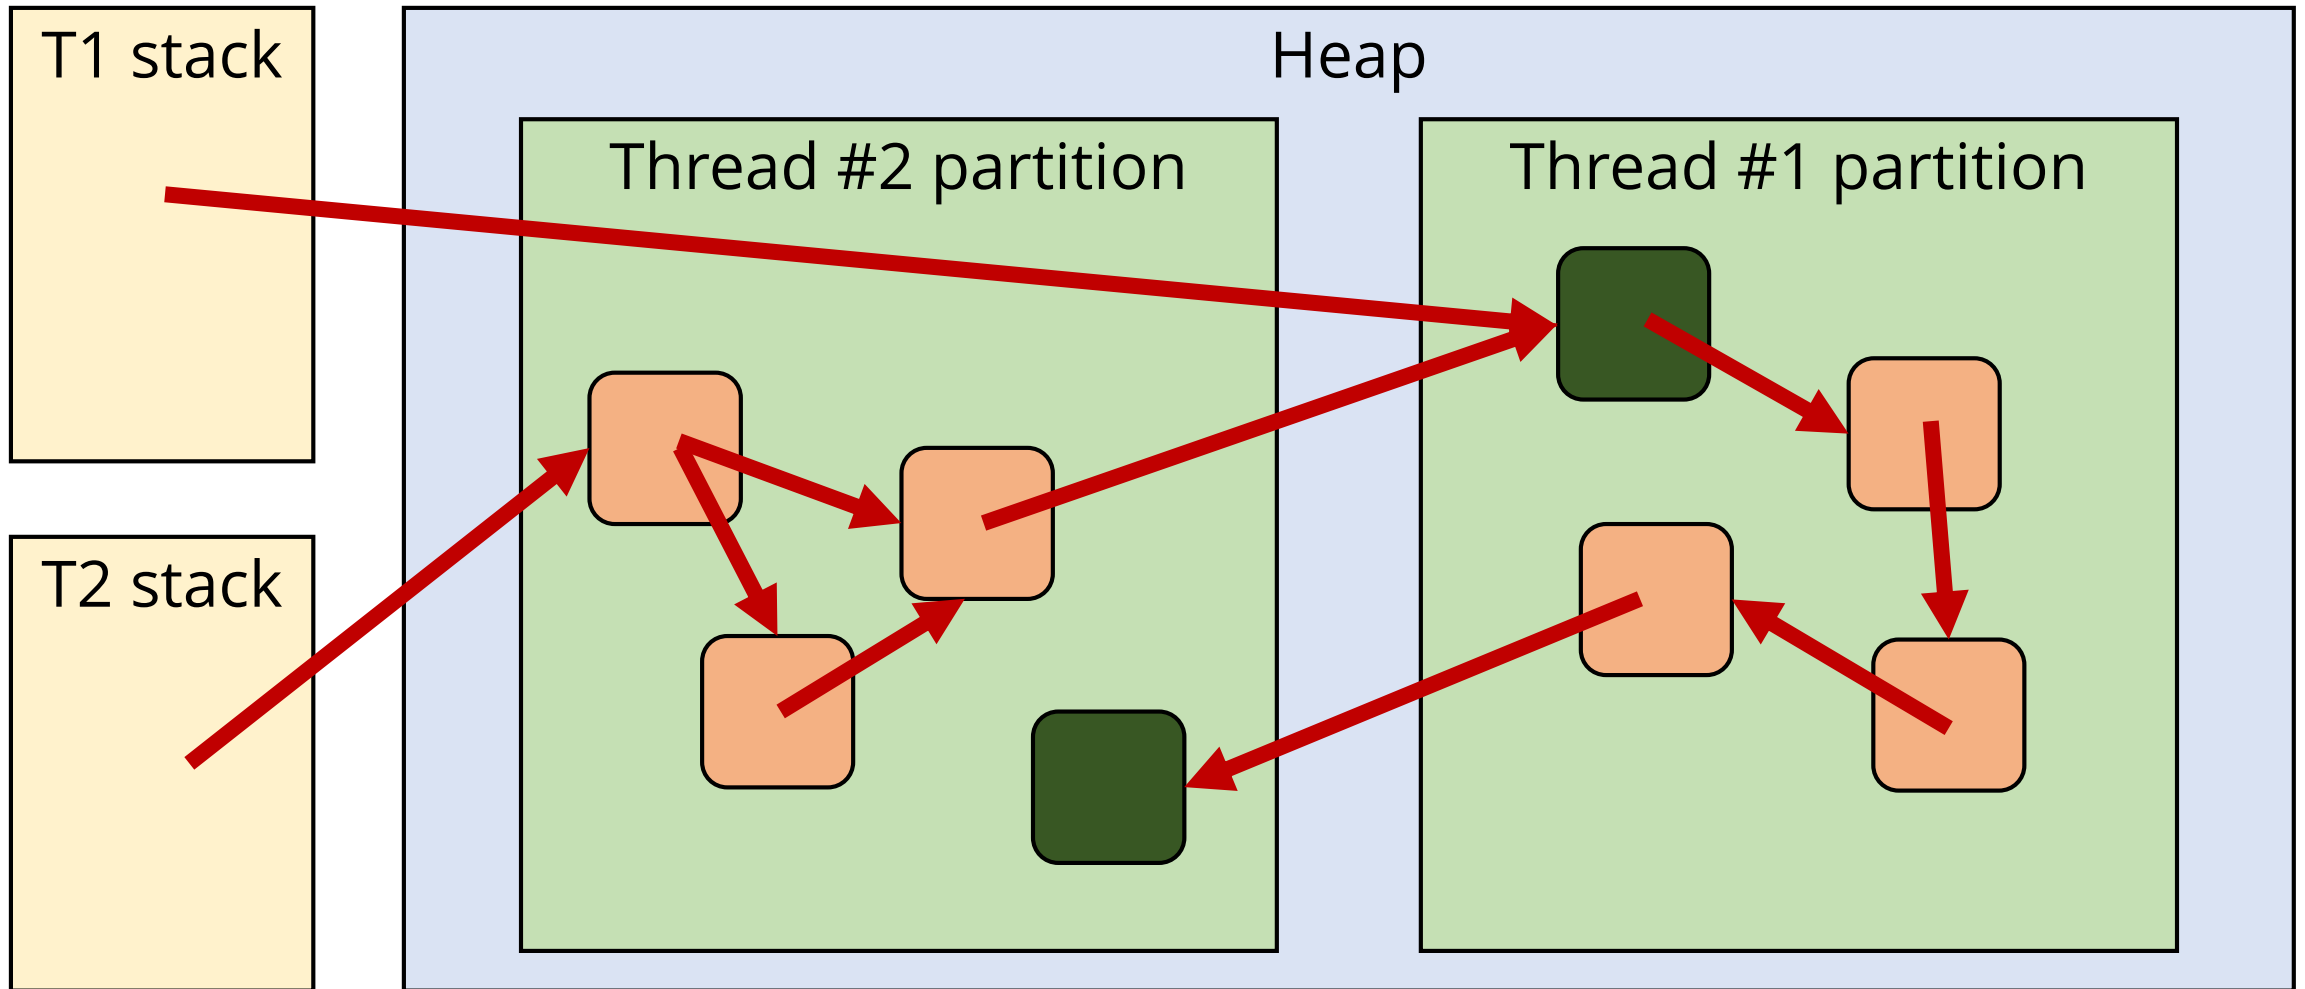 T1 stack
Heap
Thread #2 partition
Thread #1 partition
T2 stack